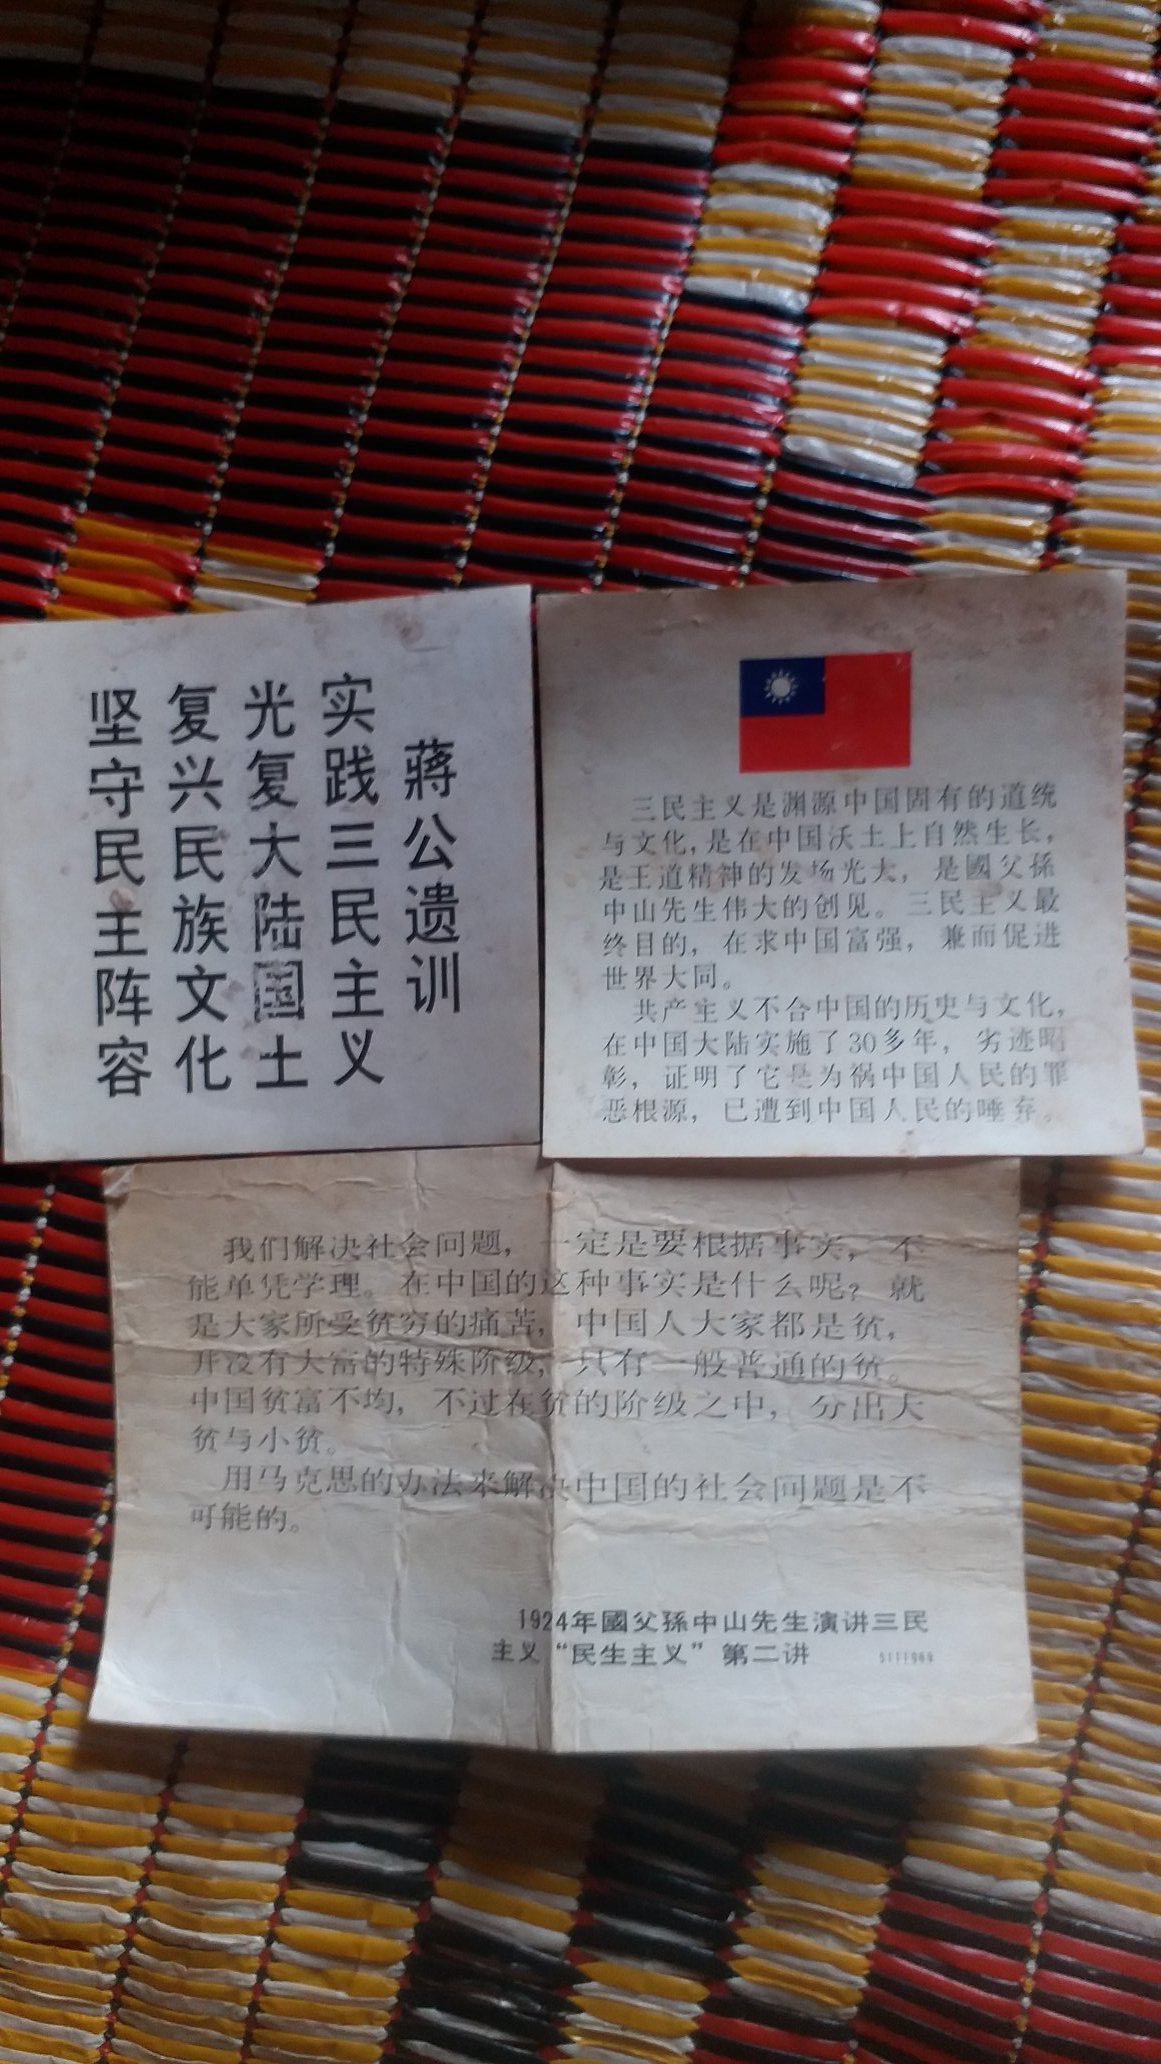 蔣公遗训
实践三民主义
光复大陆国土
复兴民族文化
坚守民主阵容
三民主义是渊源中国固有的道统
与文化,是在中国沃土上自然生长,
是王道精神的发扬光大,是國父孫
中山先生伟大的创见。三民主义最
终目的,在求中国富强,兼而促进
世界大同。
共产主义不合中国的历史与文化,
在中国大陆实施了30多年,劣迹昭
彰,证明了它是为祸中国人民的罪
恶根源,已遭到中国人民的唾弃。
我们解决社会问题,一定是要根据事实,不
能单凭学理。在中国的这种事实是什么呢?就
是大家所受贫穷的痛苦,中国人大家都是贫,
并没有大富的特殊阶级,只有一般普通的贫。
中国贫富不均,不过在贫的阶级之中,分出大
贫与小贫。
用马克思的办法来解决中国的社会问题是不
可能的。
1924年國父孫中山先生演讲三民
主义“民生主义”第二讲 5111969